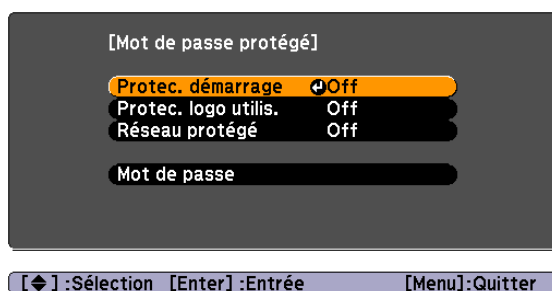 [Mot de passe protégé]
Protec. démarrage Off
Protec. logo utilis. Off
Réseau protégé Off
Mot de passe
[◆] :Sélection [Enter] :Entrée [Menu]:Quitter